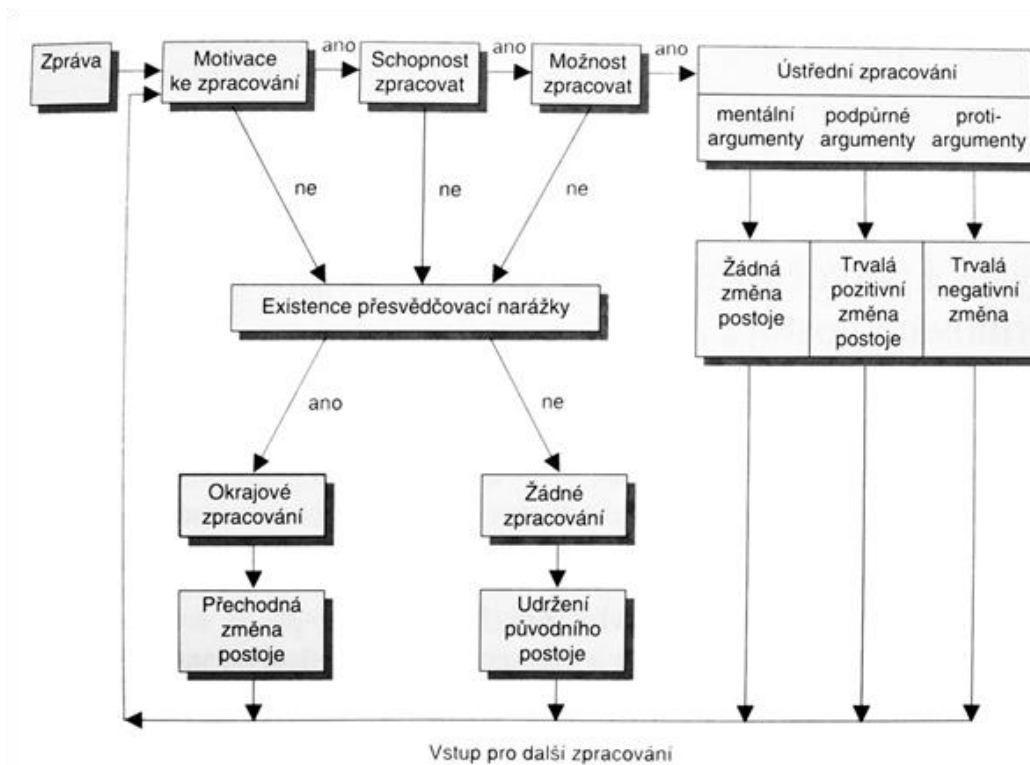 Zpráva
Motivace
ke zpracování
ano
Schopnost
zpracovat
ano
Možnost
zpracovat
ano
Ústřední zpracování
mentální
argumenty
podpůrné
argumenty
proti-
argumenty
ne
ne
ne
Žádná
změna
postoje
Trvalá
pozitivní
změna
postoje
Trvalá
negativní
změna
Existence přesvědčovací narážky
ano
ne
Okrajové
zpracování
Žádné
zpracování
Přechodná
změna
postoje
Udržení
původního
postoje
Vstup pro další zpracování